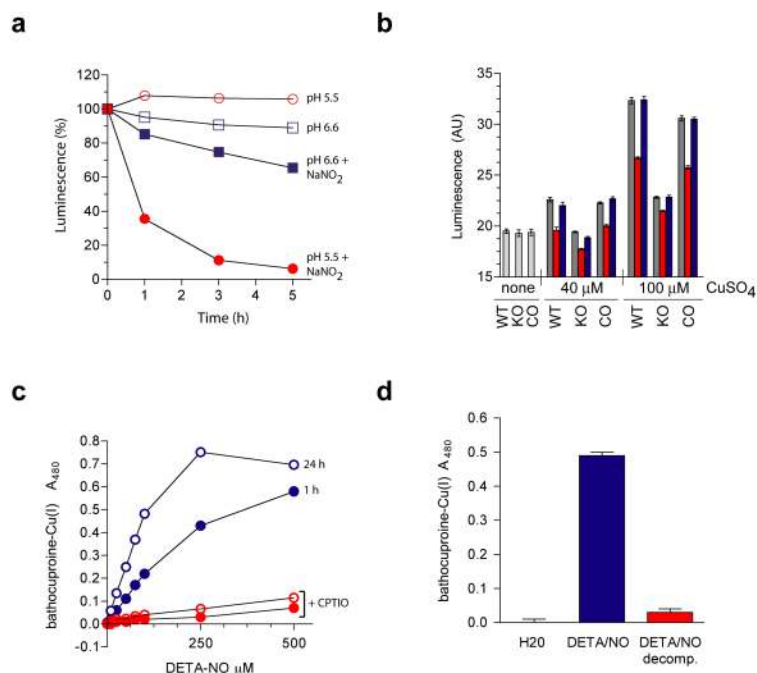 a
Luminescence (%)
120
100
80
60
40
20
0
0
1
2
3
4
5
Time (h)
pH 5.5
pH 6.6
pH 6.6 +
NaNO2
pH 5.5 +
NaNO2
b
Luminescence (AU)
35
30
25
20
15
none
40 µM
100 µM
CuSO4
WT
KO
CO
WT
KO
CO
WT
KO
CO
c
bathocuproine-Cu(I) A480
0.8
0.7
0.6
0.5
0.4
0.3
0.2
0.1
0.0
-0.1
0
250
500
DETA-NO µM
24 h
1 h
+ CPTIO
d
bathocuproine-Cu(I) A480
0.6
0.5
0.4
0.3
0.2
0.1
0.0
H20
DETA/NO
DETA/NO
decomp.